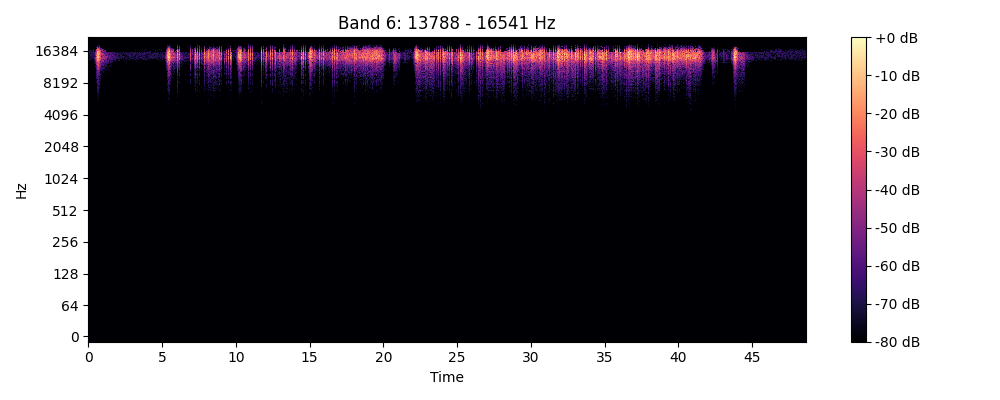 Band 6: 13788 - 16541 Hz
16384
8192
4096
2048
1024
512
256
128
64
0
Hz
0 5 10 15 20 25 30 35 40 45
Time
+0 dB
-10 dB
-20 dB
-30 dB
-40 dB
-50 dB
-60 dB
-70 dB
-80 dB